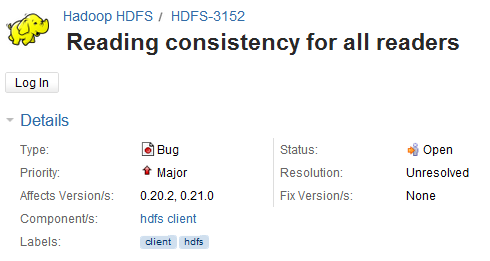 Hadoop HDFS / HDFS-3152
Reading consistency for all readers
Log In
Details
Type: Bug Status: Open
Priority: Major Resolution: Unresolved
Affects Version/s: 0.20.2, 0.21.0 Fix Version/s: None
Component/s: hdfs client
Labels: client hdfs